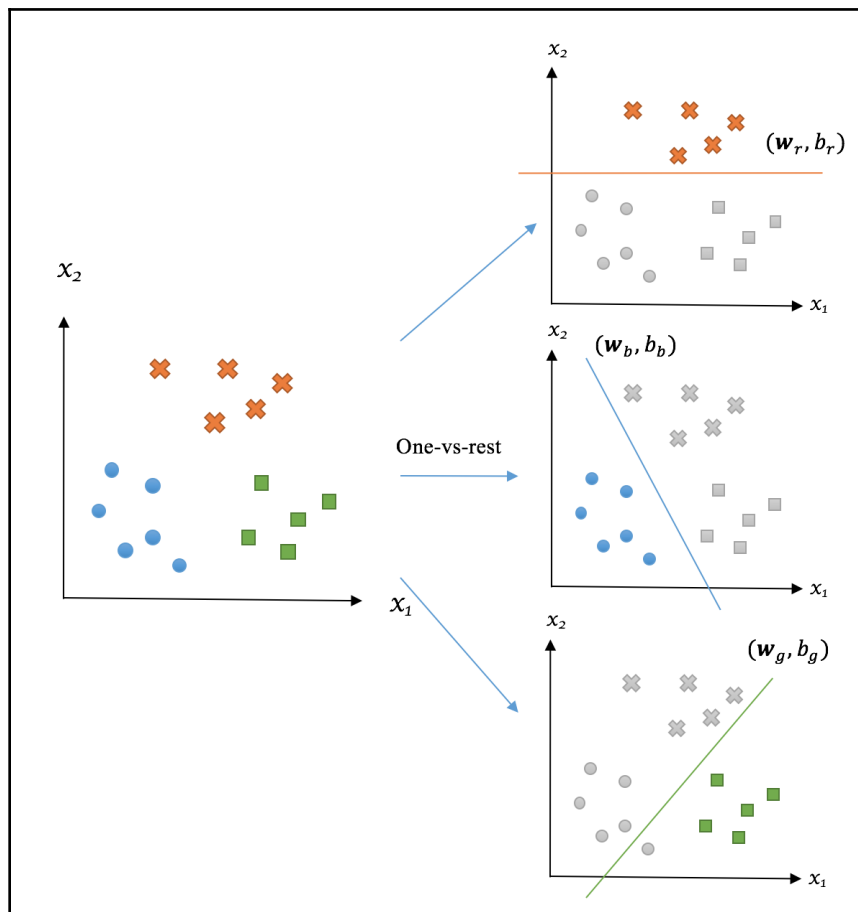 x₂
x₁
One-vs-rest
x₂
(w_r, b_r)
x₁
x₂
(w_b, b_b)
x₁
x₂
(w_g, b_g)
x₁